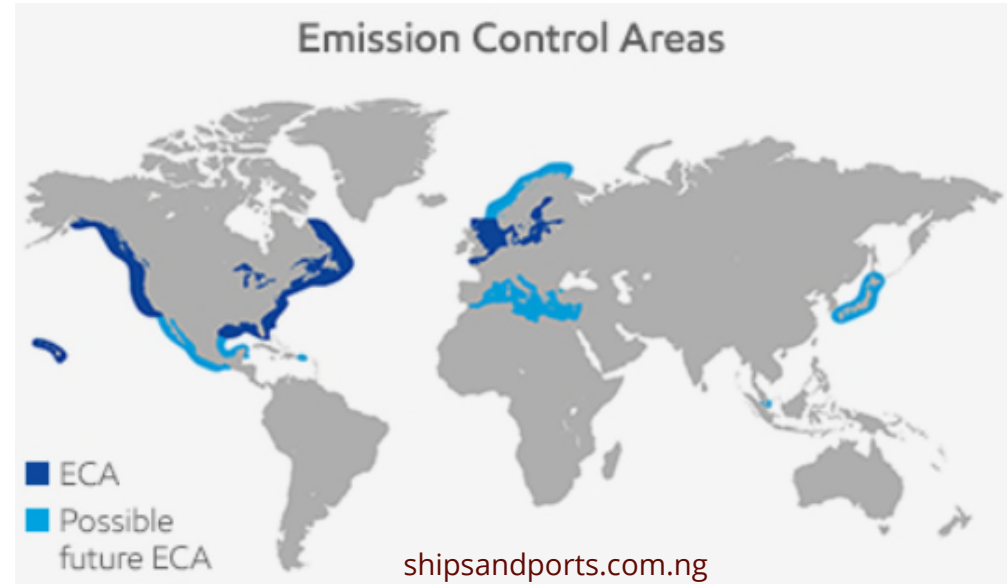 Emission Control Areas
ECA
Possible
future ECA
shipsandports.com.ng